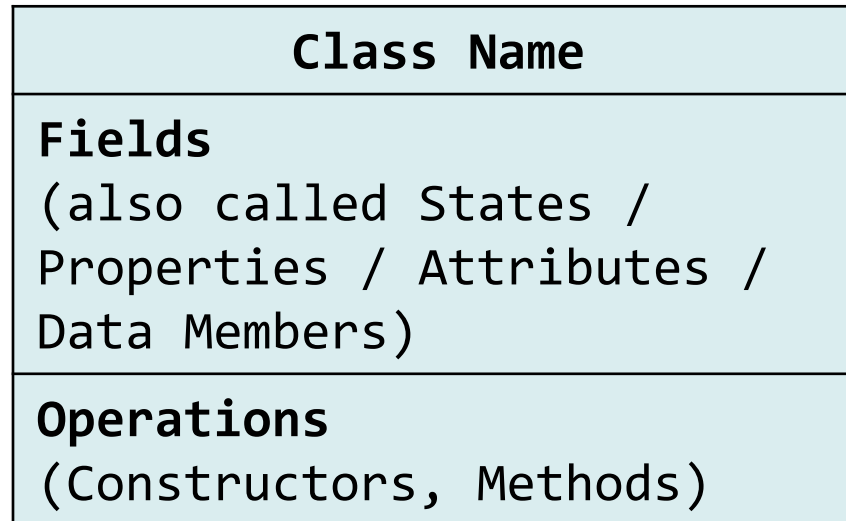 Class Name
Fields
(also called States /
Properties / Attributes /
Data Members)
Operations
(Constructors, Methods)